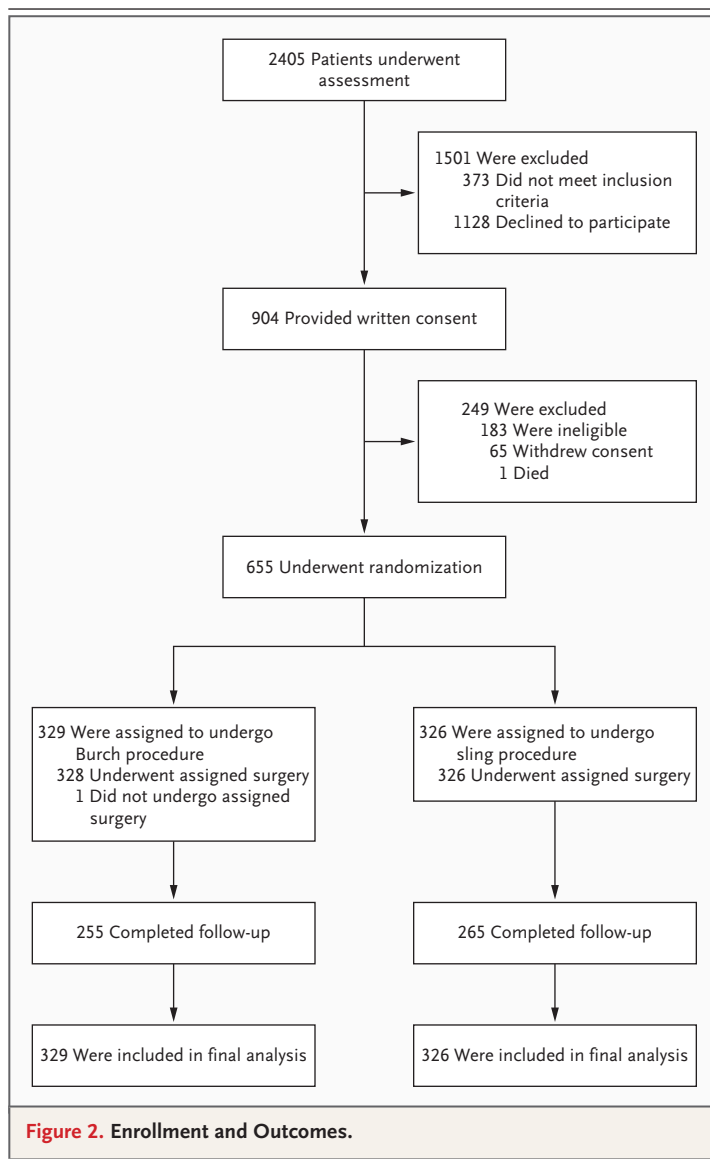 2405 Patients underwent
assessment
1501 Were excluded
373 Did not meet inclusion
criteria
1128 Declined to participate
904 Provided written consent
249 Were excluded
183 Were ineligible
65 Withdrew consent
1 Died
655 Underwent randomization
329 Were assigned to undergo
Burch procedure
328 Underwent assigned surgery
1 Did not undergo assigned
surgery
326 Were assigned to undergo
sling procedure
326 Underwent assigned surgery
255 Completed follow-up
265 Completed follow-up
329 Were included in final analysis
326 Were included in final analysis
Figure 2. Enrollment and Outcomes.